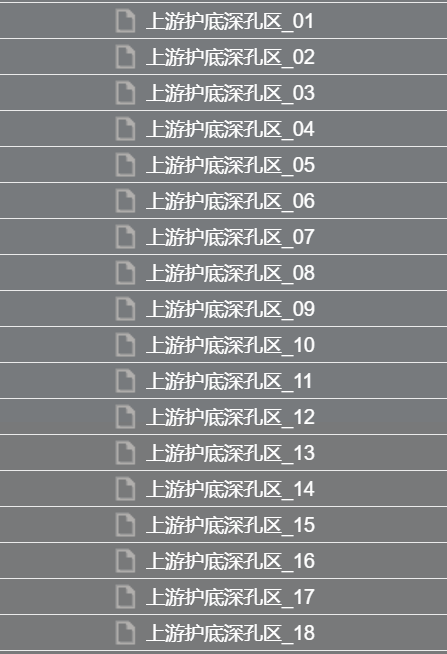 上游护底深孔区_01
上游护底深孔区_02
上游护底深孔区_03
上游护底深孔区_04
上游护底深孔区_05
上游护底深孔区_06
上游护底深孔区_07
上游护底深孔区_08
上游护底深孔区_09
上游护底深孔区_10
上游护底深孔区_11
上游护底深孔区_12
上游护底深孔区_13
上游护底深孔区_14
上游护底深孔区_15
上游护底深孔区_16
上游护底深孔区_17
上游护底深孔区_18